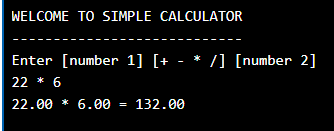 WELCOME TO SIMPLE CALCULATOR
----------------------------
Enter [number 1] [+ - * /] [number 2]
22 * 6
22.00 * 6.00 = 132.00